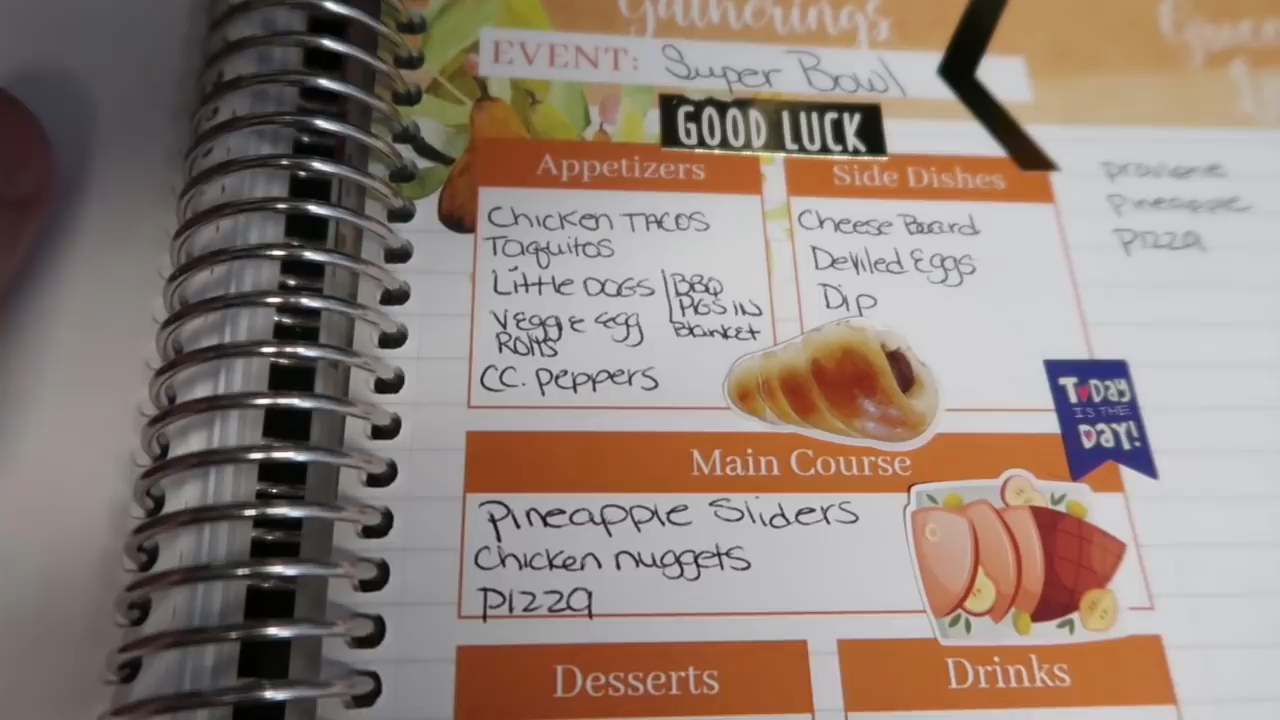 Gatherings
EVENT: Super Bowl
GOOD LUCK
Appetizers
Chicken TACOS
Taquitos
Little DOGS | BBQ
PIGS IN
Blanket
Veggie egg
Rolls
CC. Peppers
Side Dishes
Cheese Board
Deviled Eggs
Dip
provlone
pineapple
pizza
TODAY
IS THE
DAY!
Main Course
Pineapple Sliders
Chicken nuggets
pizza
Desserts
Drinks